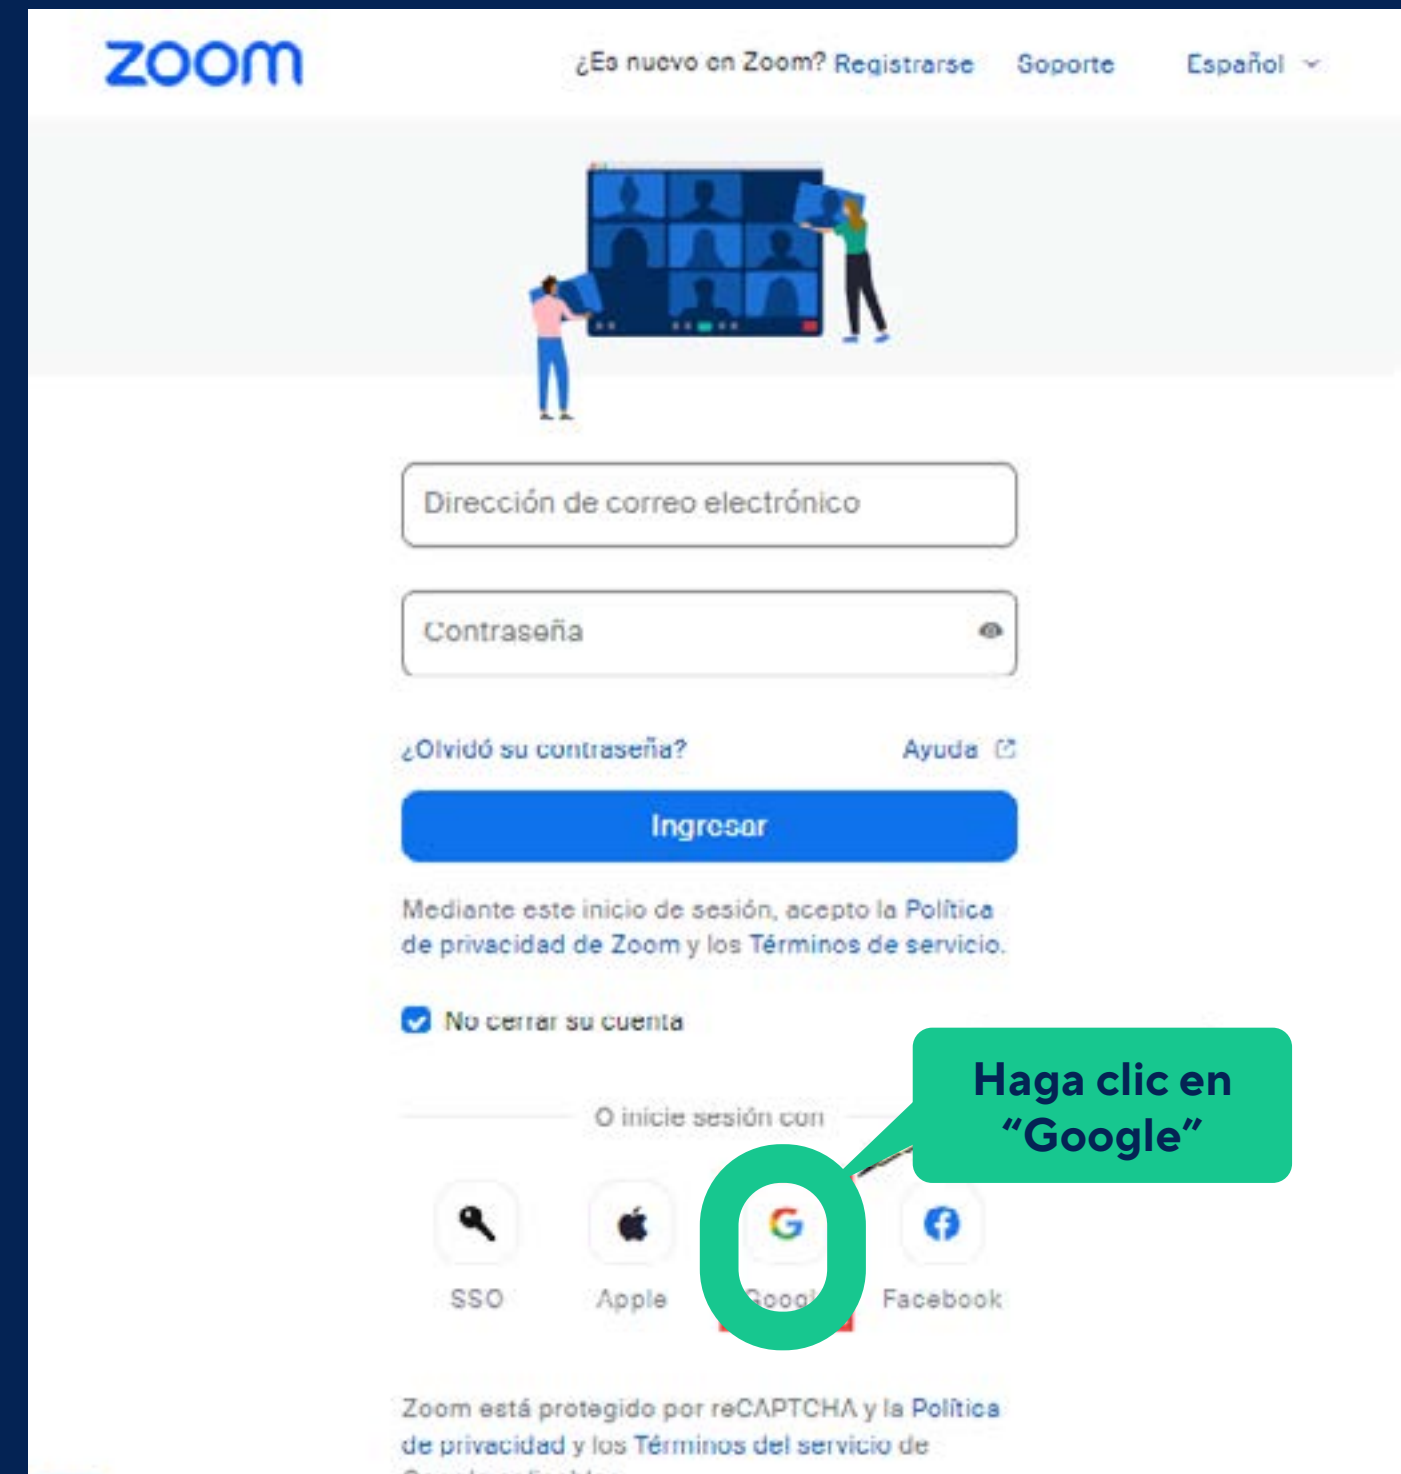 zoom
¿Es nuevo en Zoom? Registrarse Soporte Español
Dirección de correo electrónico
Contraseña
¿Olvidó su contraseña? Ayuda
Ingresar
Mediante este inicio de sesión, acepto la Política
de privacidad de Zoom y los Términos de servicio.
No cerrar su cuenta
Haga clic en
“Google”
O inicie sesión con
SSO Apple Googl Facebook
Zoom está protegido por reCAPTCHA y la Política
de privacidad y los Términos del servicio de